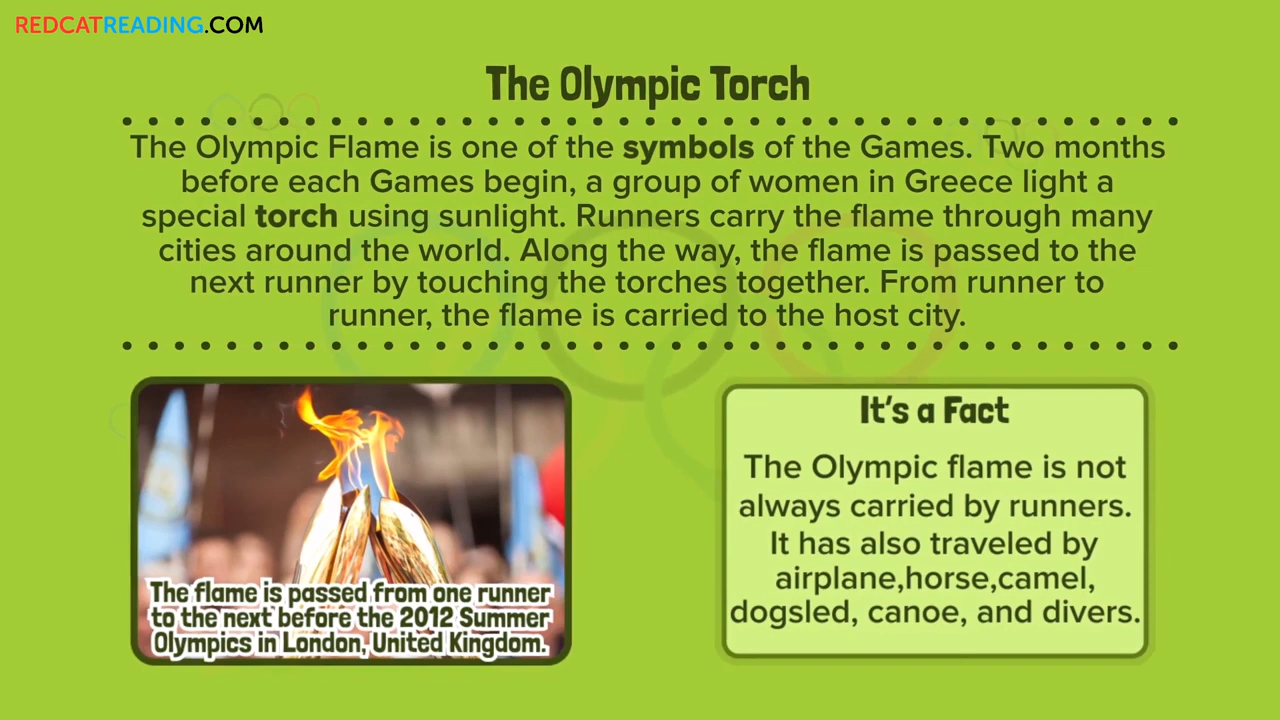 REDCATREADING.COM
The Olympic Torch
The Olympic Flame is one of the symbols of the Games. Two months
before each Games begin, a group of women in Greece light a
special torch using sunlight. Runners carry the flame through many
cities around the world. Along the way, the flame is passed to the
next runner by touching the torches together. From runner to
runner, the flame is carried to the host city.
The flame is passed from one runner
to the next before the 2012 Summer
Olympics in London, United Kingdom.
It's a Fact
The Olympic flame is not
always carried by runners.
It has also traveled by
airplane,horse,camel,
dogsled, canoe, and divers.